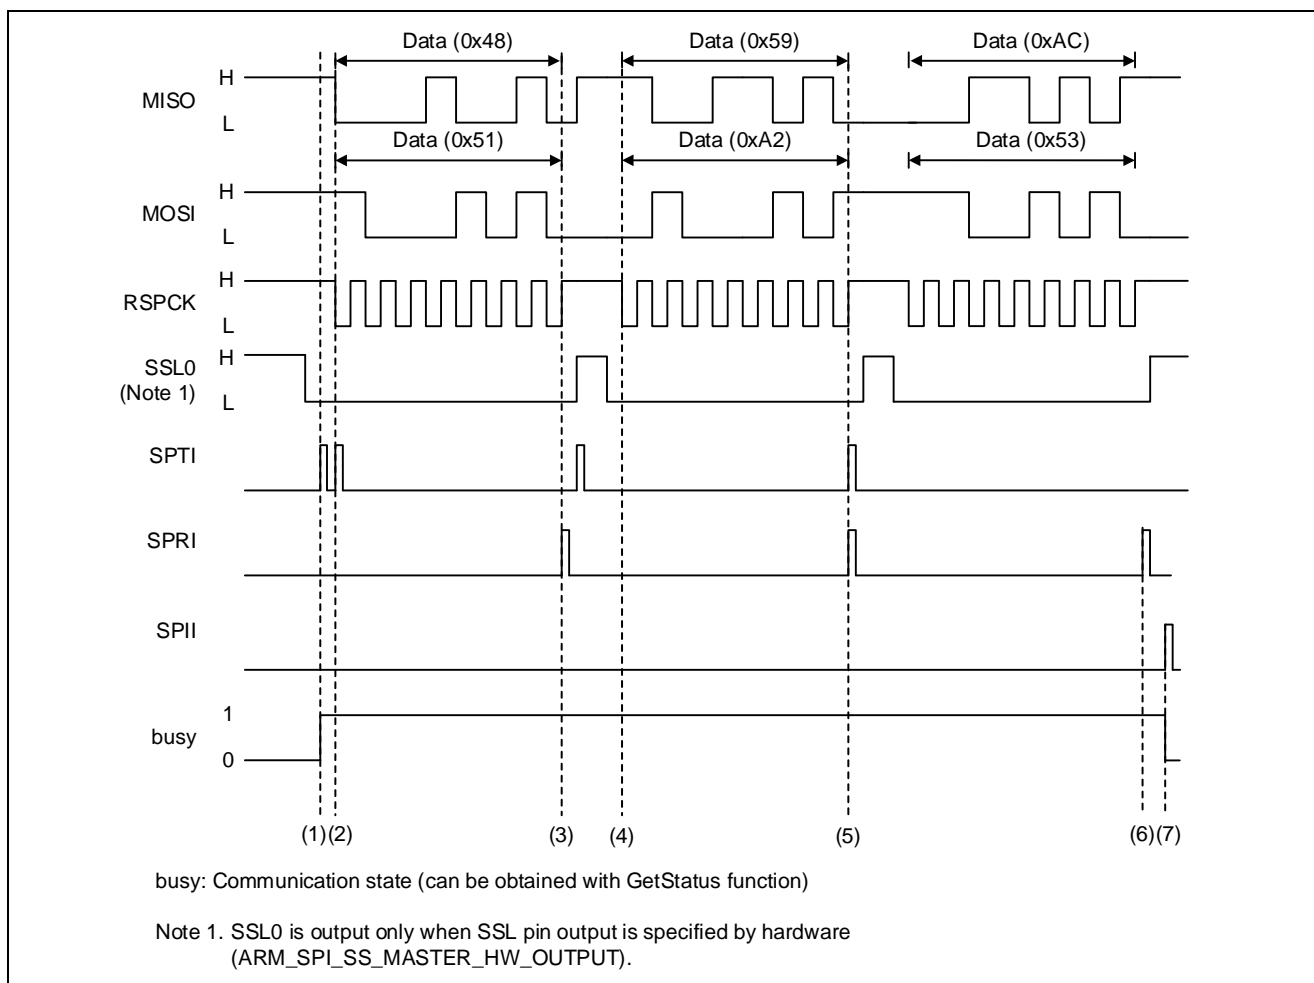 Data (0x48) Data (0x59) Data (0xAC)
H
MISO
L
Data (0x51) Data (0xA2) Data (0x53)
H
MOSI
L
H
RSPCK
L
H
SSL0
(Note 1)
L
SPTI
SPRI
SPII
1
busy
0
(1) (2) (3) (4) (5) (6) (7)
busy: Communication state (can be obtained with GetStatus function)
Note 1. SSL0 is output only when SSL pin output is specified by hardware
(ARM_SPI_SS_MASTER_HW_OUTPUT).